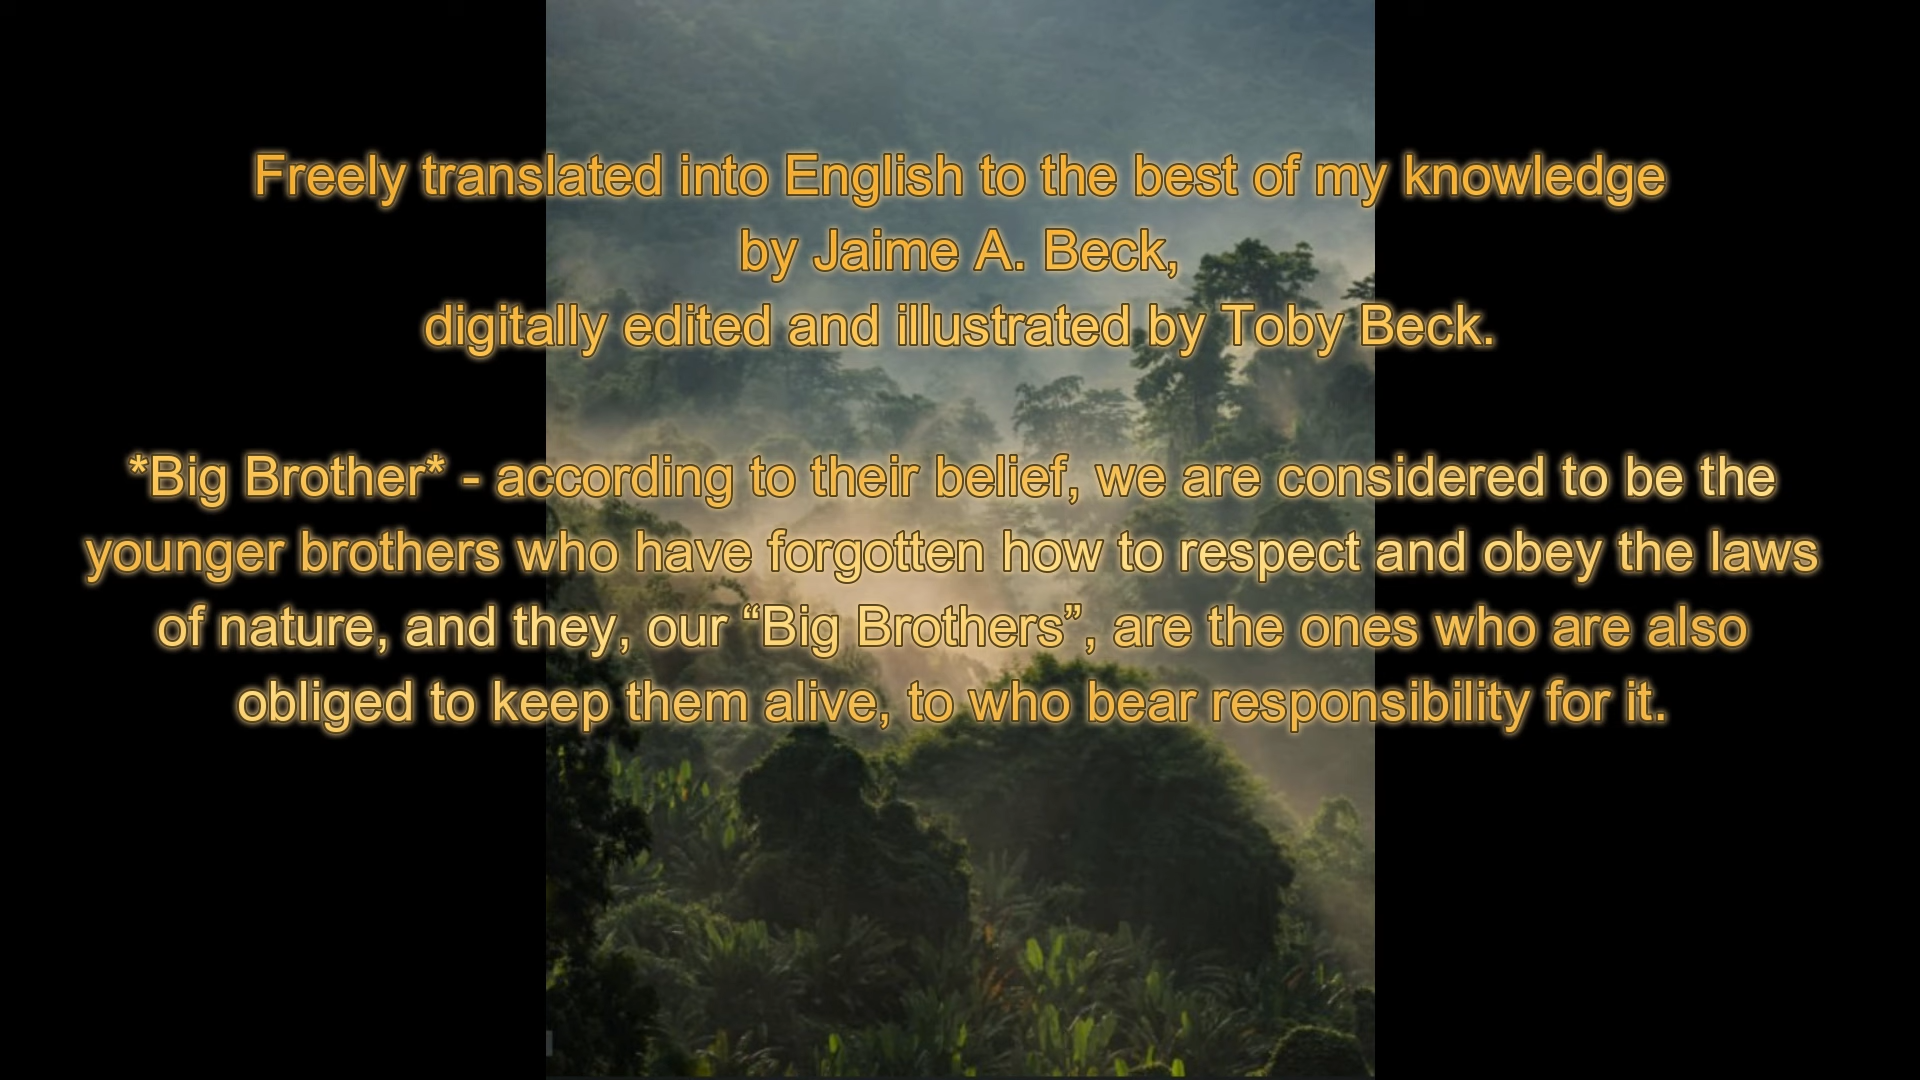 Freely translated into English to the best of my knowledge
by Jaime A. Beck,
digitally edited and illustrated by Toby Beck.
*Big Brother* - according to their belief, we are considered to be the
younger brothers who have forgotten how to respect and obey the laws
of nature, and they, our “Big Brothers”, are the ones who are also
obliged to keep them alive, to who bear responsibility for it.